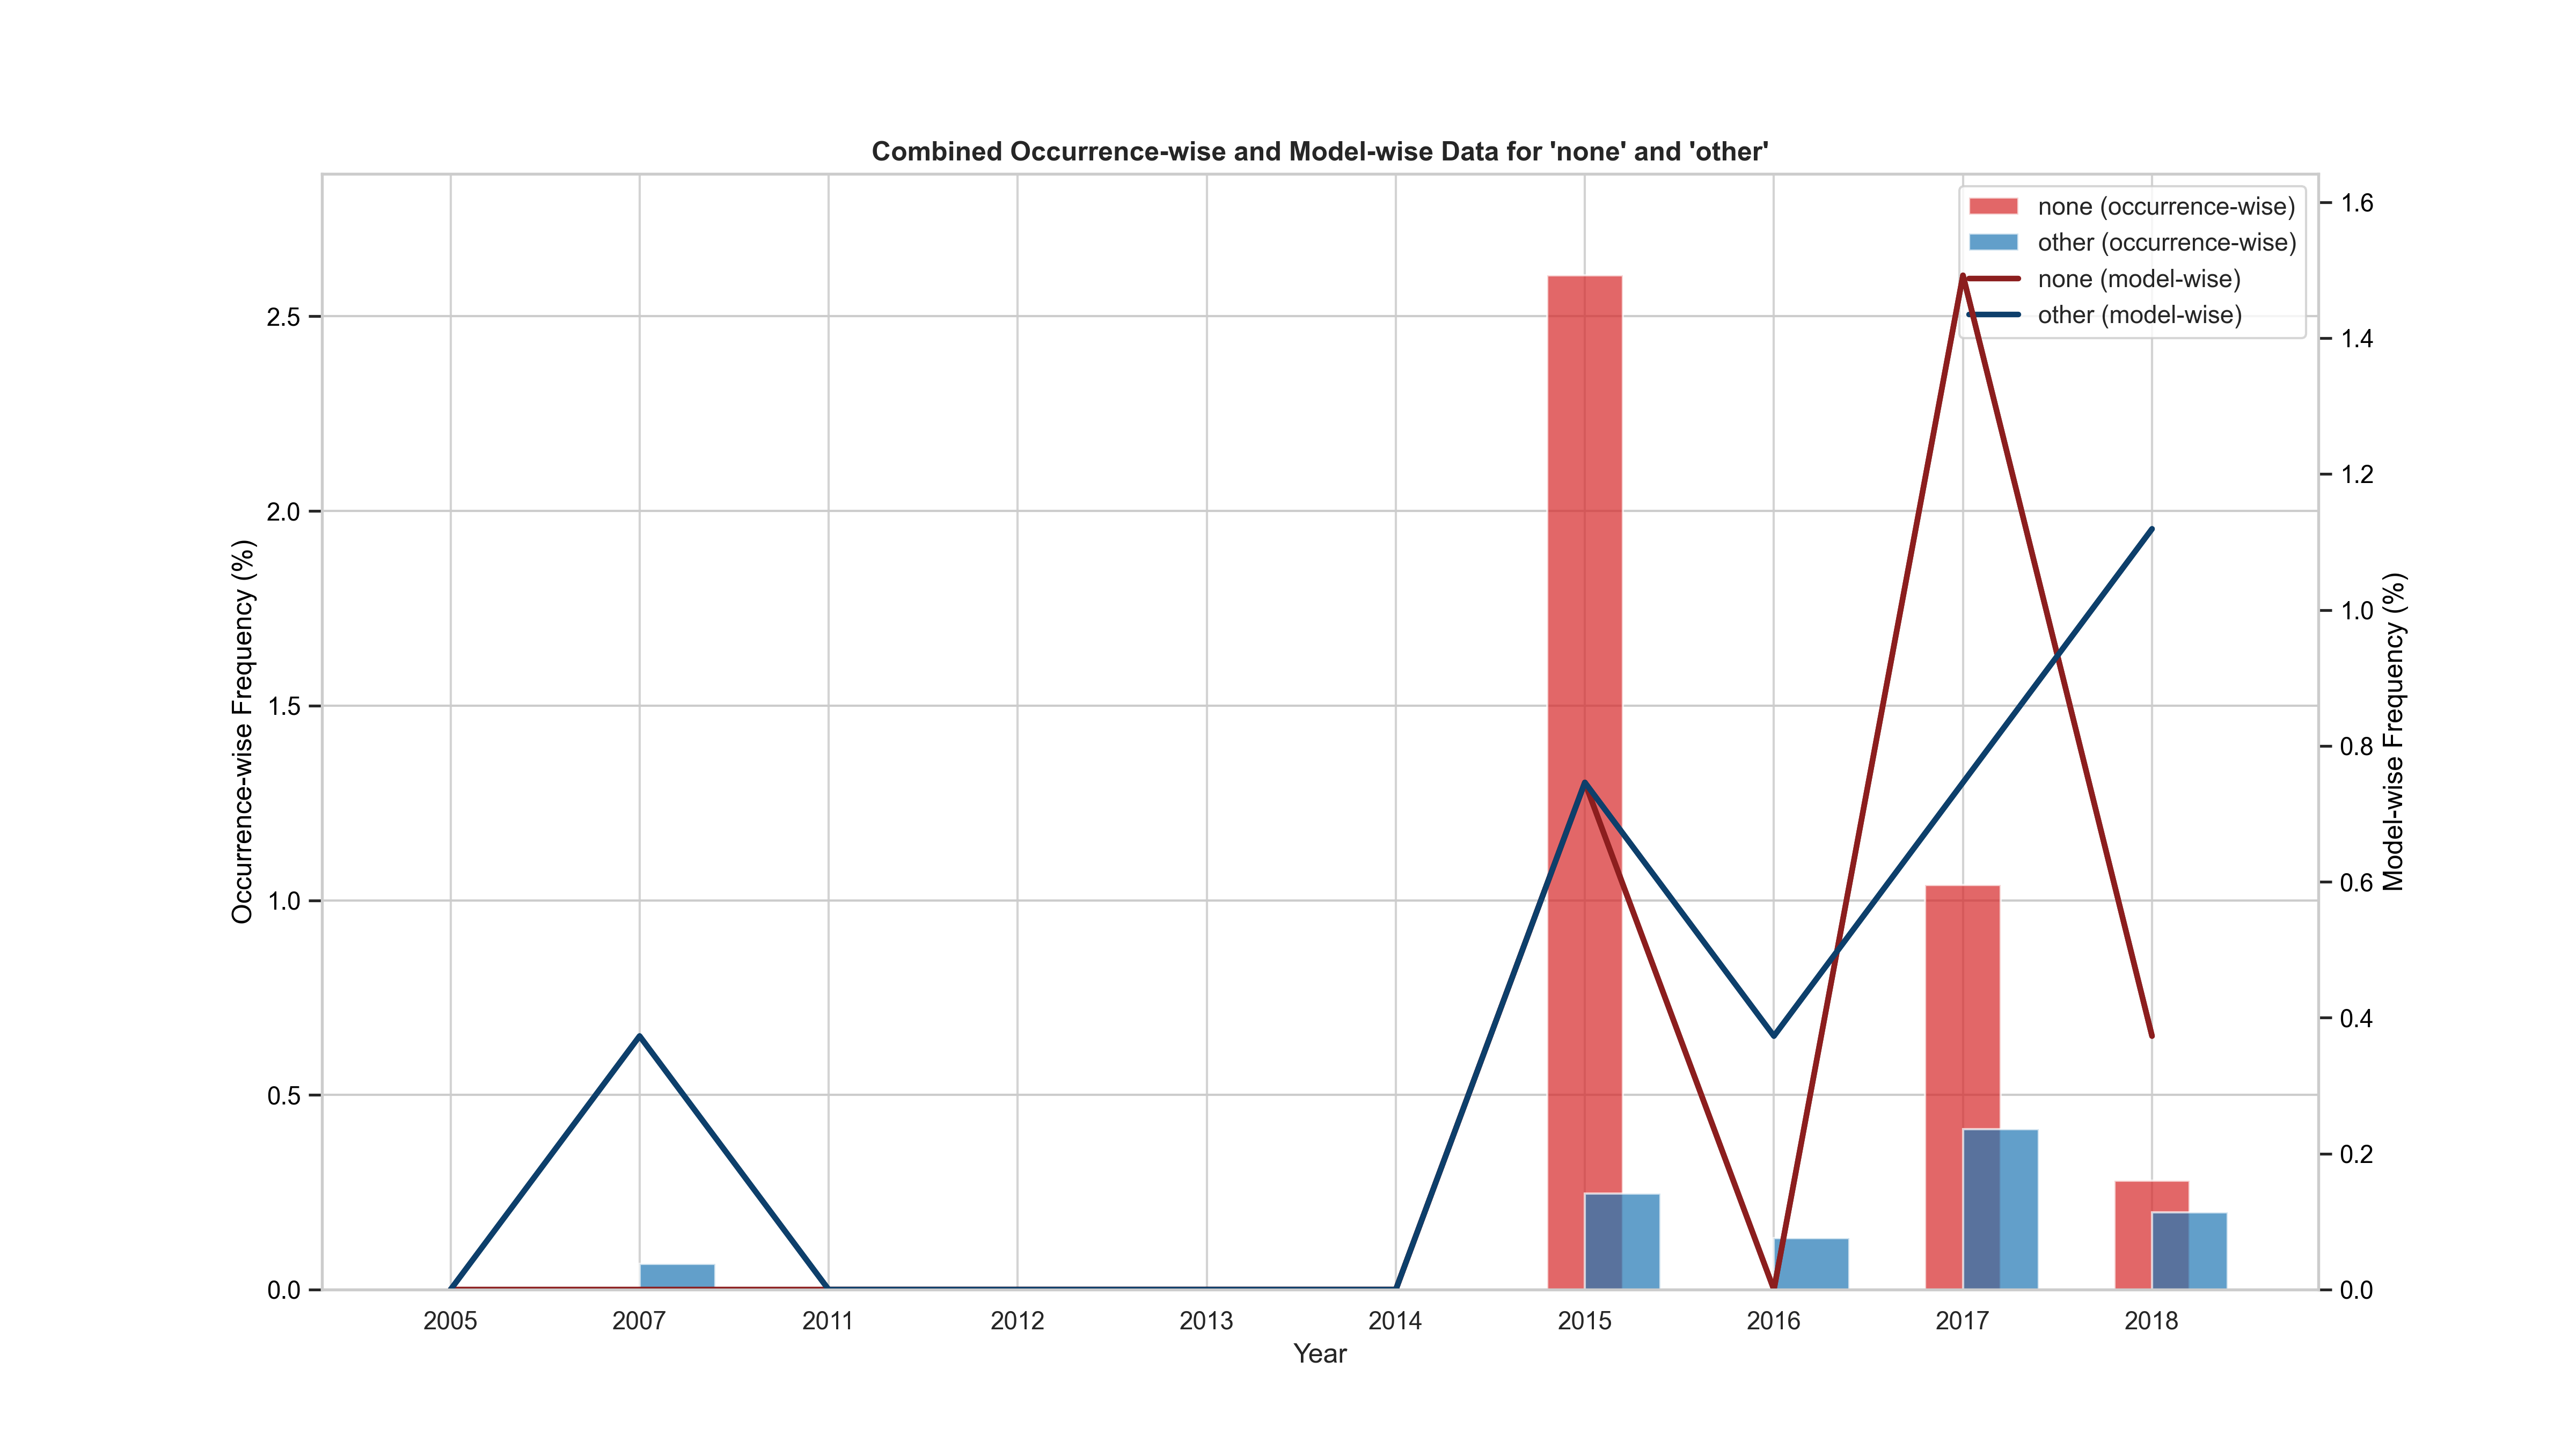 Combined Occurrence-wise and Model-wise Data for 'none' and 'other'
none (occurrence-wise)
other (occurrence-wise)
none (model-wise)
other (model-wise)
Occurrence-wise Frequency (%)
2.5
2.0
1.5
1.0
0.5
0.0
1.6
1.4
1.2
1.0
0.8
0.6
0.4
0.2
0.0
Model-wise Frequency (%)
2005 2007 2011 2012 2013 2014 2015 2016 2017 2018
Year